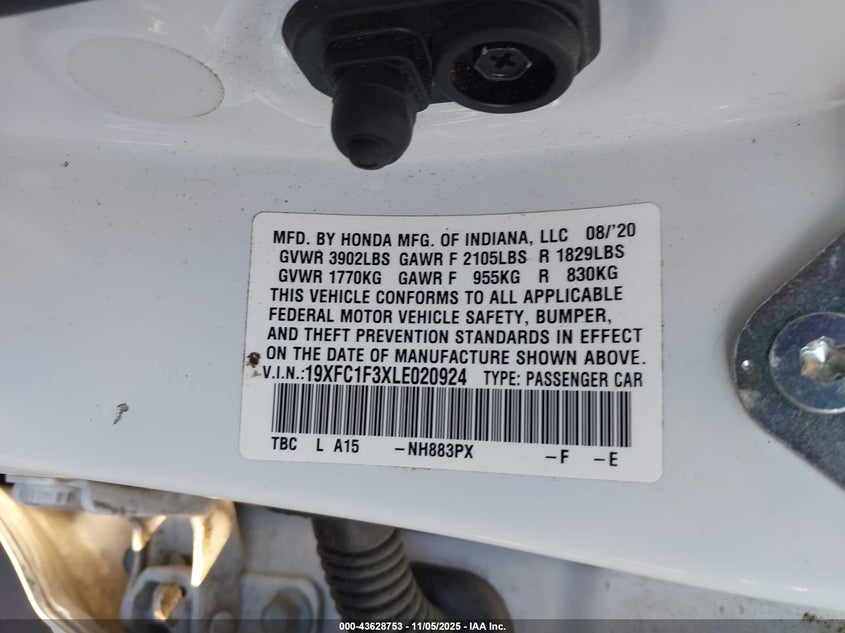 MFD. BY HONDA MFG. OF INDIANA, LLC 08/'20
GVWR 3902LBS GAWR F 2105LBS R 1829LBS
GVWR 1770KG GAWR F 955KG R 830KG
THIS VEHICLE CONFORMS TO ALL APPLICABLE
FEDERAL MOTOR VEHICLE SAFETY, BUMPER,
AND THEFT PREVENTION STANDARDS IN EFFECT
ON THE DATE OF MANUFACTURE SHOWN ABOVE.
V.I.N.:19XFC1F3XLE020924 TYPE: PASSENGER CAR
TBC L A15 -NH883PX -F -E
000-43628753 - 11/05/2025 - IAA Inc.